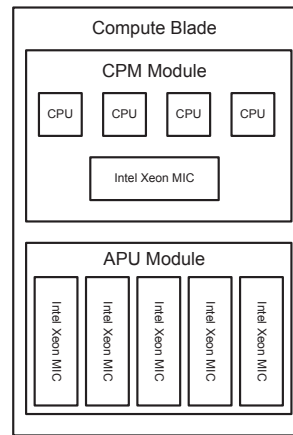 Compute Blade
CPM Module
CPU CPU CPU CPU
Intel Xeon MIC
APU Module
Intel Xeon MIC
Intel Xeon MIC
Intel Xeon MIC
Intel Xeon MIC
Intel Xeon MIC